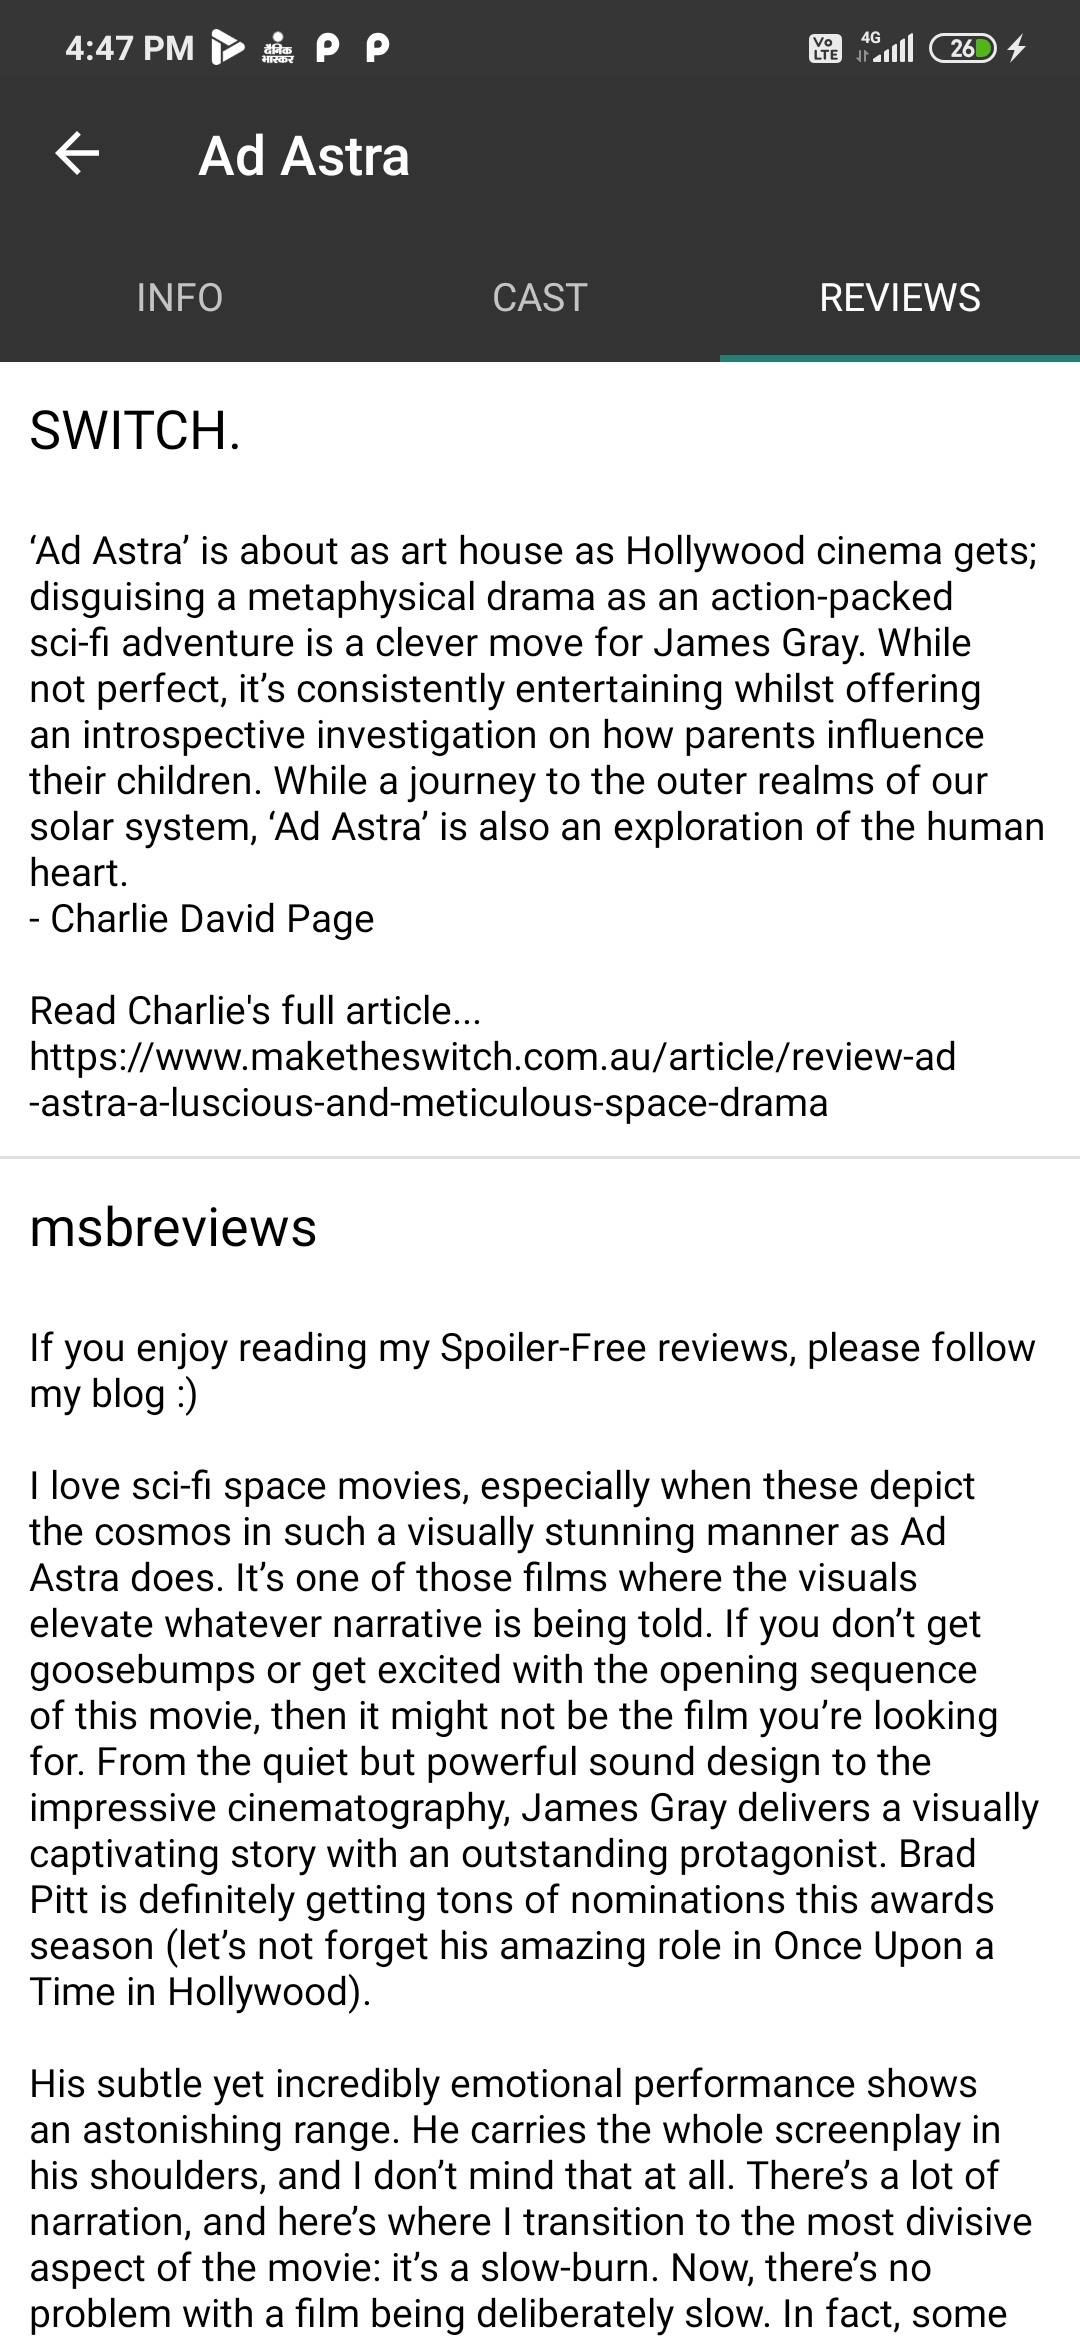 4:47 PM दैनिक भास्कर Vo LTE 4G 26
Ad Astra
INFO CAST REVIEWS
SWITCH.
‘Ad Astra’ is about as art house as Hollywood cinema gets;
disguising a metaphysical drama as an action-packed
sci-fi adventure is a clever move for James Gray. While
not perfect, it’s consistently entertaining whilst offering
an introspective investigation on how parents influence
their children. While a journey to the outer realms of our
solar system, ‘Ad Astra’ is also an exploration of the human
heart.
- Charlie David Page
Read Charlie's full article...
https://www.maketheswitch.com.au/article/review-ad
-astra-a-luscious-and-meticulous-space-drama
msbreviews
If you enjoy reading my Spoiler-Free reviews, please follow
my blog :)
I love sci-fi space movies, especially when these depict
the cosmos in such a visually stunning manner as Ad
Astra does. It’s one of those films where the visuals
elevate whatever narrative is being told. If you don’t get
goosebumps or get excited with the opening sequence
of this movie, then it might not be the film you’re looking
for. From the quiet but powerful sound design to the
impressive cinematography, James Gray delivers a visually
captivating story with an outstanding protagonist. Brad
Pitt is definitely getting tons of nominations this awards
season (let’s not forget his amazing role in Once Upon a
Time in Hollywood).
His subtle yet incredibly emotional performance shows
an astonishing range. He carries the whole screenplay in
his shoulders, and I don’t mind that at all. There’s a lot of
narration, and here’s where I transition to the most divisive
aspect of the movie: it’s a slow-burn. Now, there’s no
problem with a film being deliberately slow. In fact, some